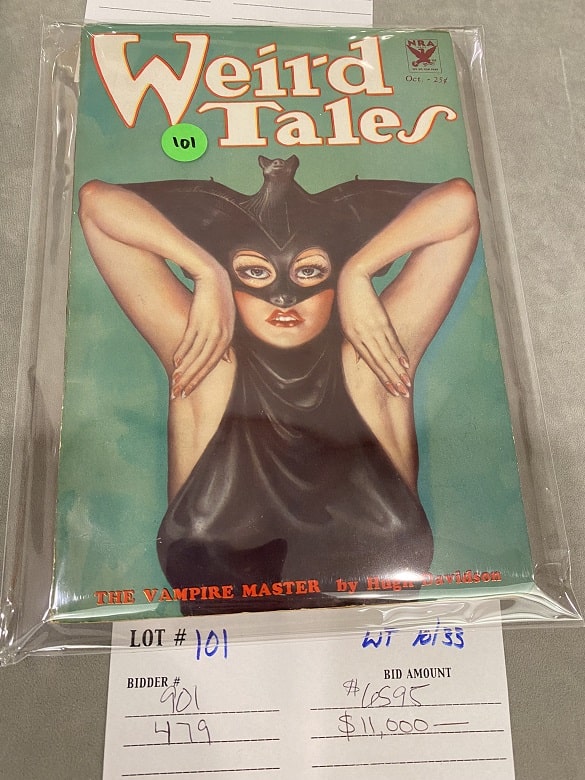 Weird
Tales
NRA
Oct. - 25¢
101
THE VAMPIRE MASTER by Hugh Davidson
LOT # 101
WT 10/33
BIDDER #
BID AMOUNT
901
$6595
479
$11,000—